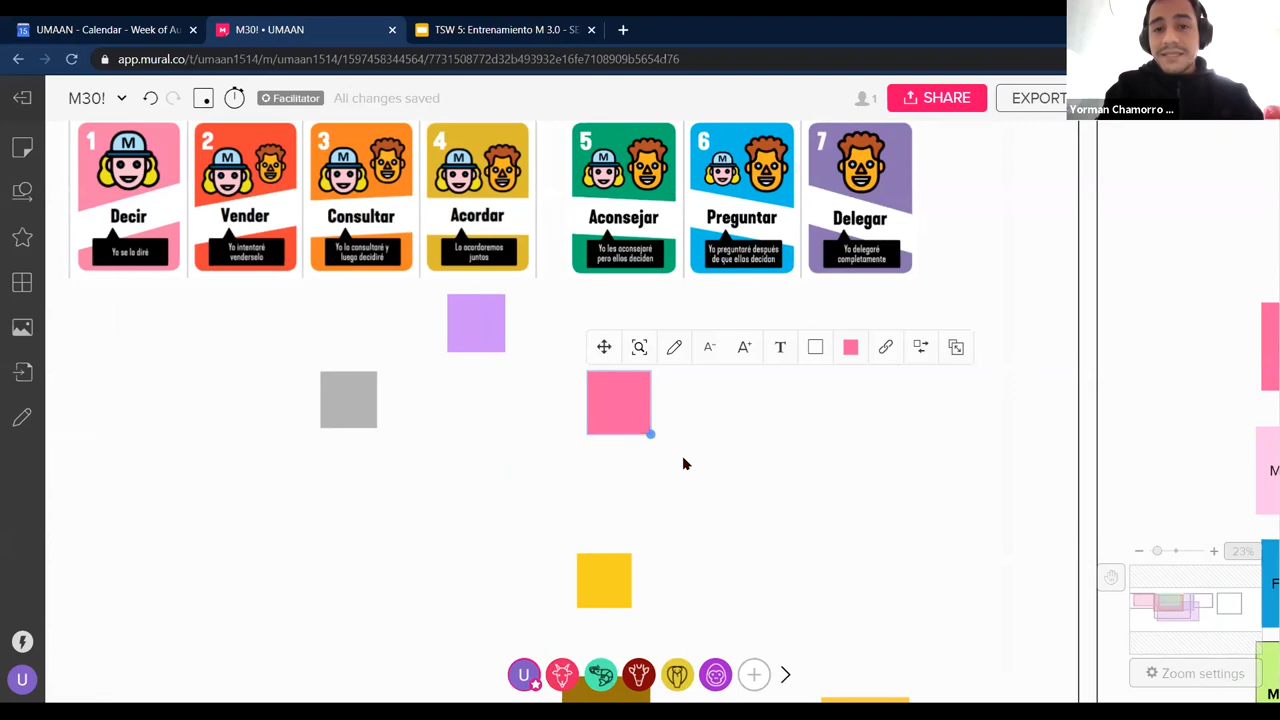 UMAAN - Calendar - Week of Au
M30! • UMAAN
TSW 5: Entrenamiento M 3.0 - SE
app.mural.co/t/umaan1514/m/umaan1514/1597458344564/7731508772d32b493932e16fe7108909b5654d76
M30!
Facilitator
All changes saved
1
SHARE
EXPORT
Yorman Chamorro ...
1
M
Decir
Yo se lo diré
2
M
Vender
Yo intentaré
venderselo
3
M
Consultar
Yo lo consultaré y
luego decidiré
4
M
Acordar
Lo acordaremos
juntos
5
M
Aconsejar
Yo les aconsejaré
pero ellos deciden
6
M
Preguntar
Yo preguntaré después
de que ellos decidan
7
Delegar
Yo delegaré
completamente
A-
A+
T
M
23%
F
Zoom settings
M
U
U